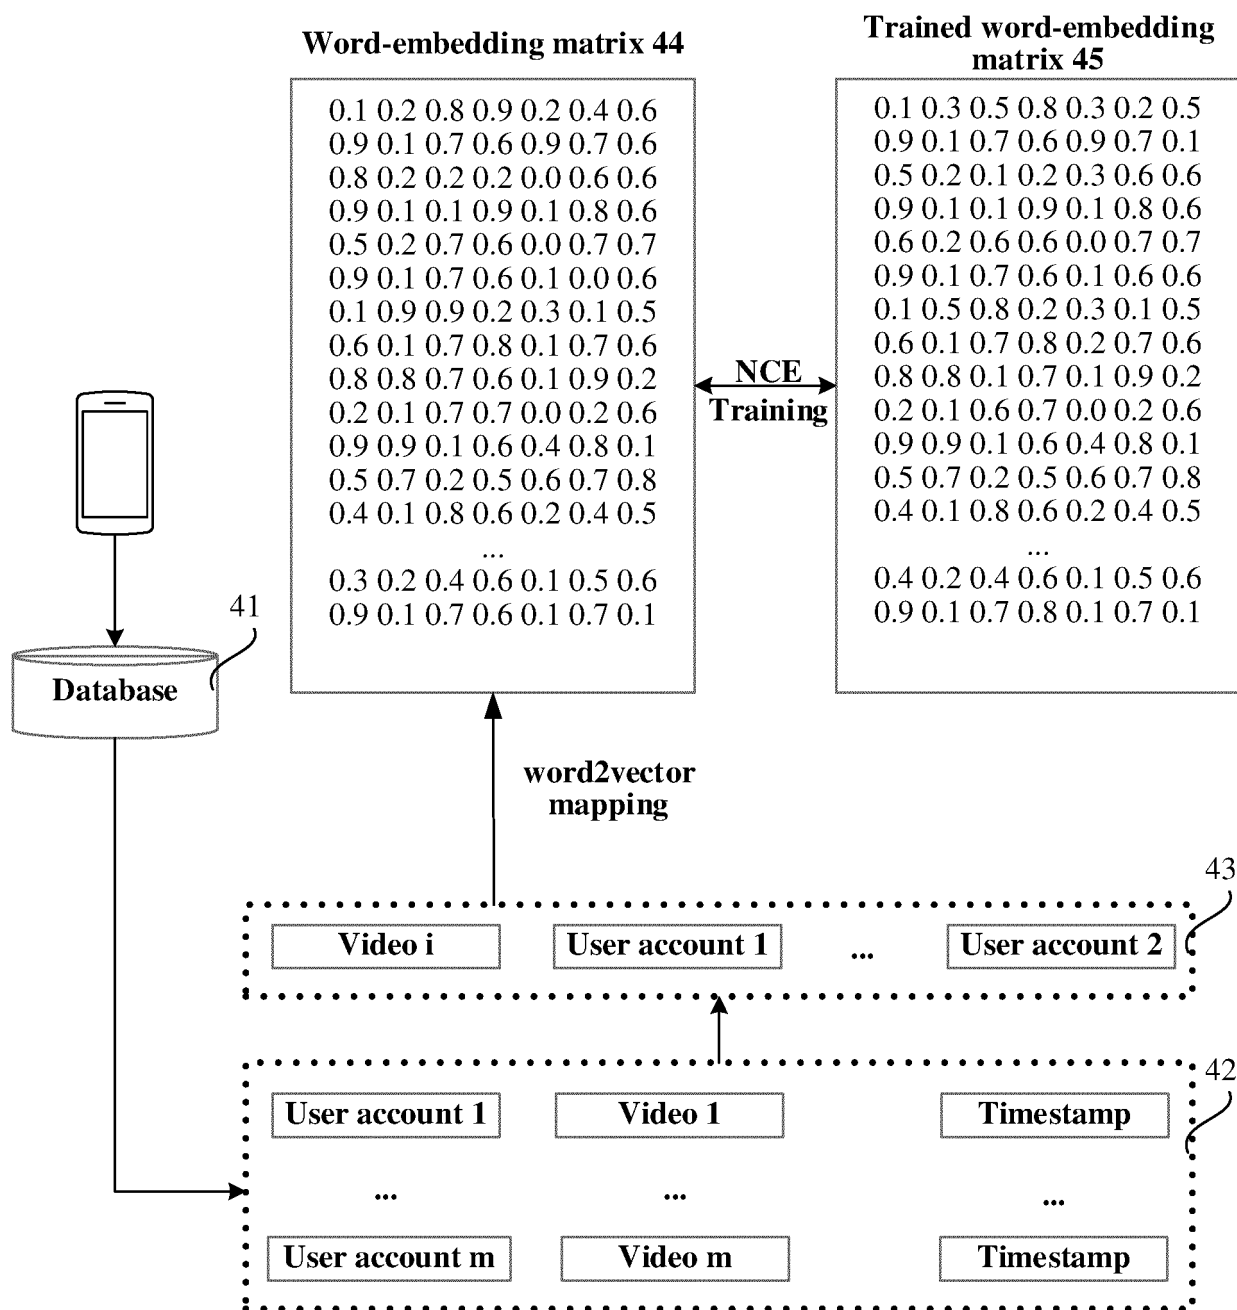 Word-embedding matrix 44
0.1 0.2 0.8 0.9 0.2 0.4 0.6
0.9 0.1 0.7 0.6 0.9 0.7 0.6
0.8 0.2 0.2 0.2 0.0 0.6 0.6
0.9 0.1 0.1 0.9 0.1 0.8 0.6
0.5 0.2 0.7 0.6 0.0 0.7 0.7
0.9 0.1 0.7 0.6 0.1 0.0 0.6
0.1 0.9 0.9 0.2 0.3 0.1 0.5
0.6 0.1 0.7 0.8 0.1 0.7 0.6
0.8 0.8 0.7 0.6 0.1 0.9 0.2
0.2 0.1 0.7 0.7 0.0 0.2 0.6
0.9 0.9 0.1 0.6 0.4 0.8 0.1
0.5 0.7 0.2 0.5 0.6 0.7 0.8
0.4 0.1 0.8 0.6 0.2 0.4 0.5
...
0.3 0.2 0.4 0.6 0.1 0.5 0.6
0.9 0.1 0.7 0.6 0.1 0.7 0.1
NCE
Training
Trained word-embedding
matrix 45
0.1 0.3 0.5 0.8 0.3 0.2 0.5
0.9 0.1 0.7 0.6 0.9 0.7 0.1
0.5 0.2 0.1 0.2 0.3 0.6 0.6
0.9 0.1 0.1 0.9 0.1 0.8 0.6
0.6 0.2 0.6 0.6 0.0 0.7 0.7
0.9 0.1 0.7 0.6 0.1 0.6 0.6
0.1 0.5 0.8 0.2 0.3 0.1 0.5
0.6 0.1 0.7 0.8 0.2 0.7 0.6
0.8 0.8 0.1 0.7 0.1 0.9 0.2
0.2 0.1 0.6 0.7 0.0 0.2 0.6
0.9 0.9 0.1 0.6 0.4 0.8 0.1
0.5 0.7 0.2 0.5 0.6 0.7 0.8
0.4 0.1 0.8 0.6 0.2 0.4 0.5
...
0.4 0.2 0.4 0.6 0.1 0.5 0.6
0.9 0.1 0.7 0.8 0.1 0.7 0.1
41
Database
word2vector
mapping
43
Video i User account 1 ... User account 2
42
User account 1 Video 1 Timestamp
... ... ...
User account m Video m Timestamp